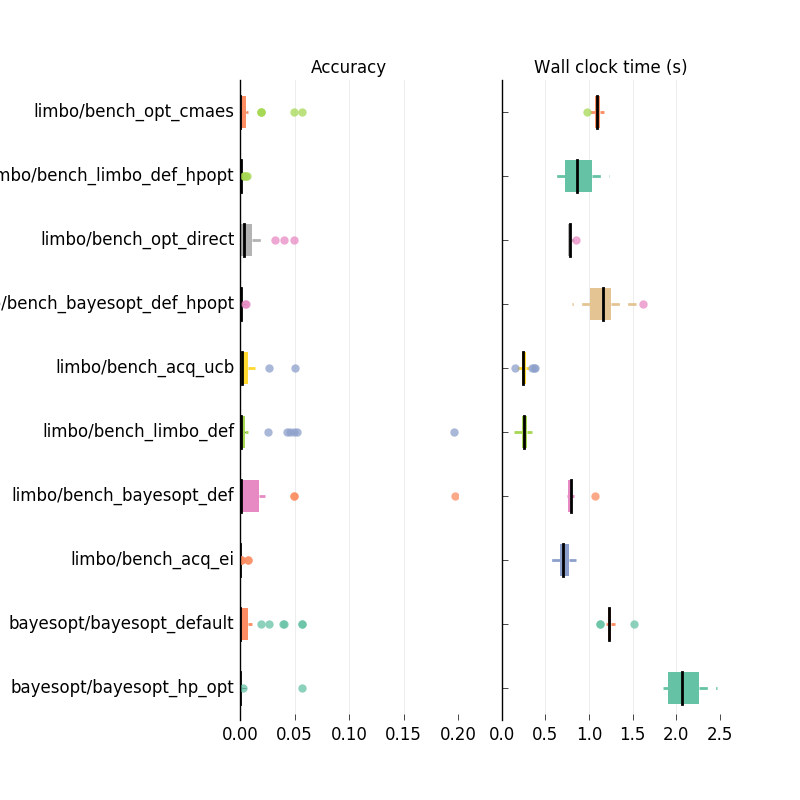 Accuracy Wall clock time (s)
limbo/bench_opt_cmaes
mbo/bench_limbo_def_hpopt
limbo/bench_opt_direct
/bench_bayesopt_def_hpopt
limbo/bench_acq_ucb
limbo/bench_limbo_def
limbo/bench_bayesopt_def
limbo/bench_acq_ei
bayesopt/bayesopt_default
bayesopt/bayesopt_hp_opt
0.00 0.05 0.10 0.15 0.20 0.0 0.5 1.0 1.5 2.0 2.5